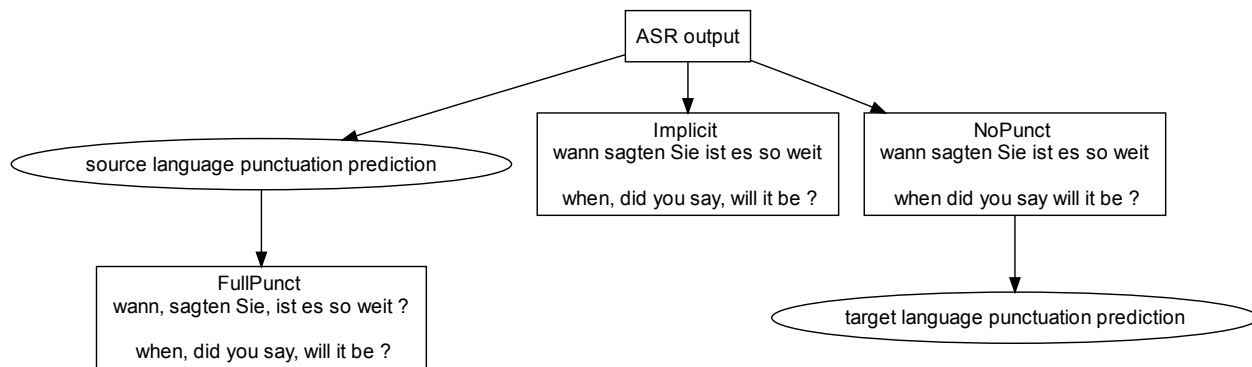 ASR output
source language punctuation prediction
Implicit
wann sagten Sie ist es so weit
when, did you say, will it be ?
NoPunct
wann sagten Sie ist es so weit
when did you say will it be ?
FullPunct
wann, sagten Sie, ist es so weit ?
when, did you say, will it be ?
target language punctuation prediction